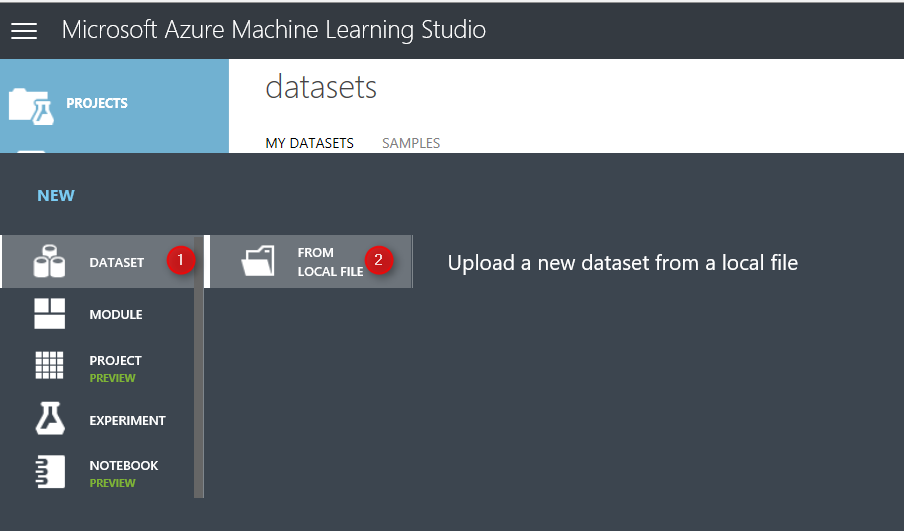 Microsoft Azure Machine Learning Studio
PROJECTS
datasets
MY DATASETS SAMPLES
NEW
DATASET 1
FROM
LOCAL FILE 2
Upload a new dataset from a local file
MODULE
PROJECT
PREVIEW
EXPERIMENT
NOTEBOOK
PREVIEW